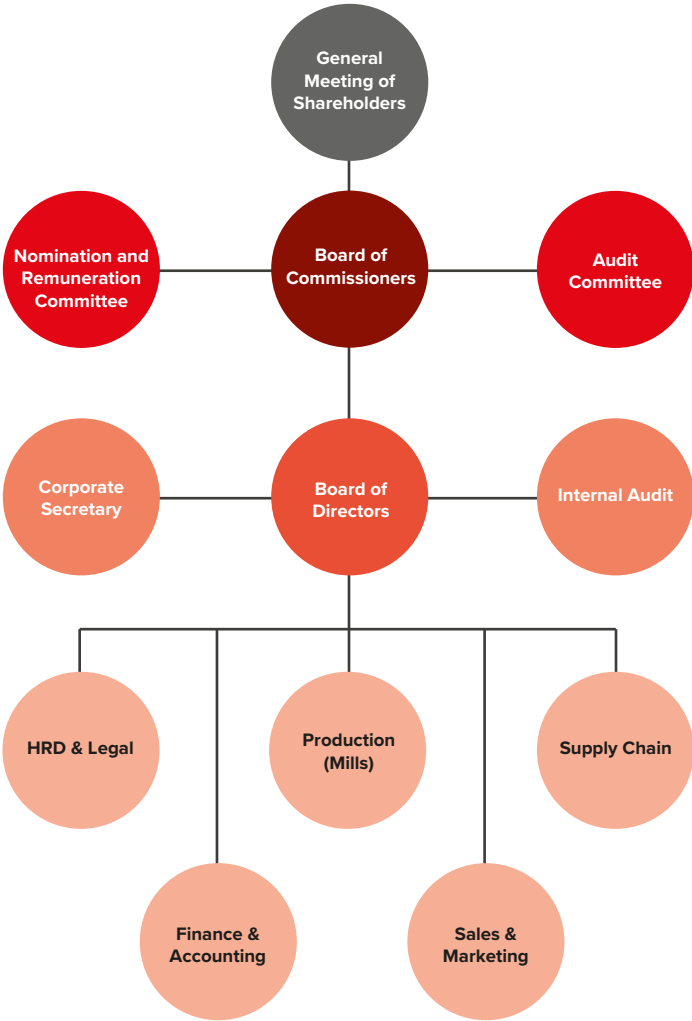 General
Meeting of
Shareholders
Nomination and
Remuneration
Committee
Board of
Commissioners
Audit
Committee
Corporate
Secretary
Board of
Directors
Internal Audit
HRD & Legal
Production
(Mills)
Supply Chain
Finance &
Accounting
Sales &
Marketing